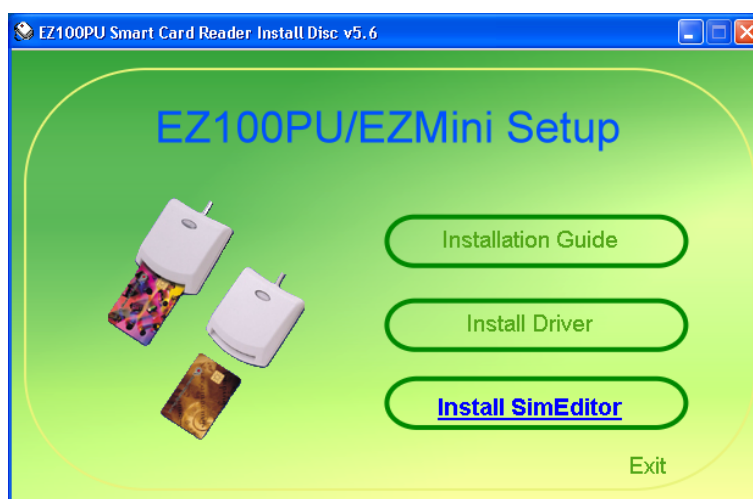 EZ100PU Smart Card Reader Install Disc v5.6
EZ100PU/EZMini Setup
Installation Guide
Install Driver
Install SimEditor
Exit